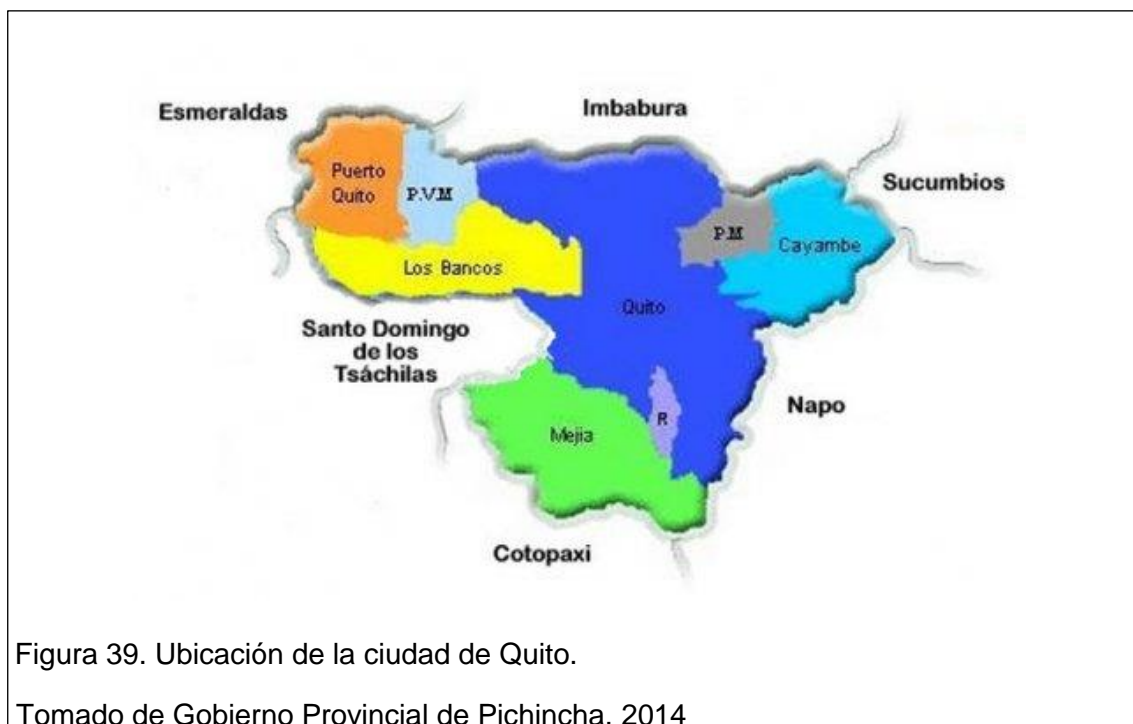 Esmeraldas
Imbabura
Sucumbios
Puerto
Quito
P.V.M
P.M
Cayambe
Los Bancos
Quito
Santo Domingo
de los
Tsáchilas
Napo
R
Mejia
Cotopaxi
Figura 39. Ubicación de la ciudad de Quito.
Tomado de Gobierno Provincial de Pichincha, 2014